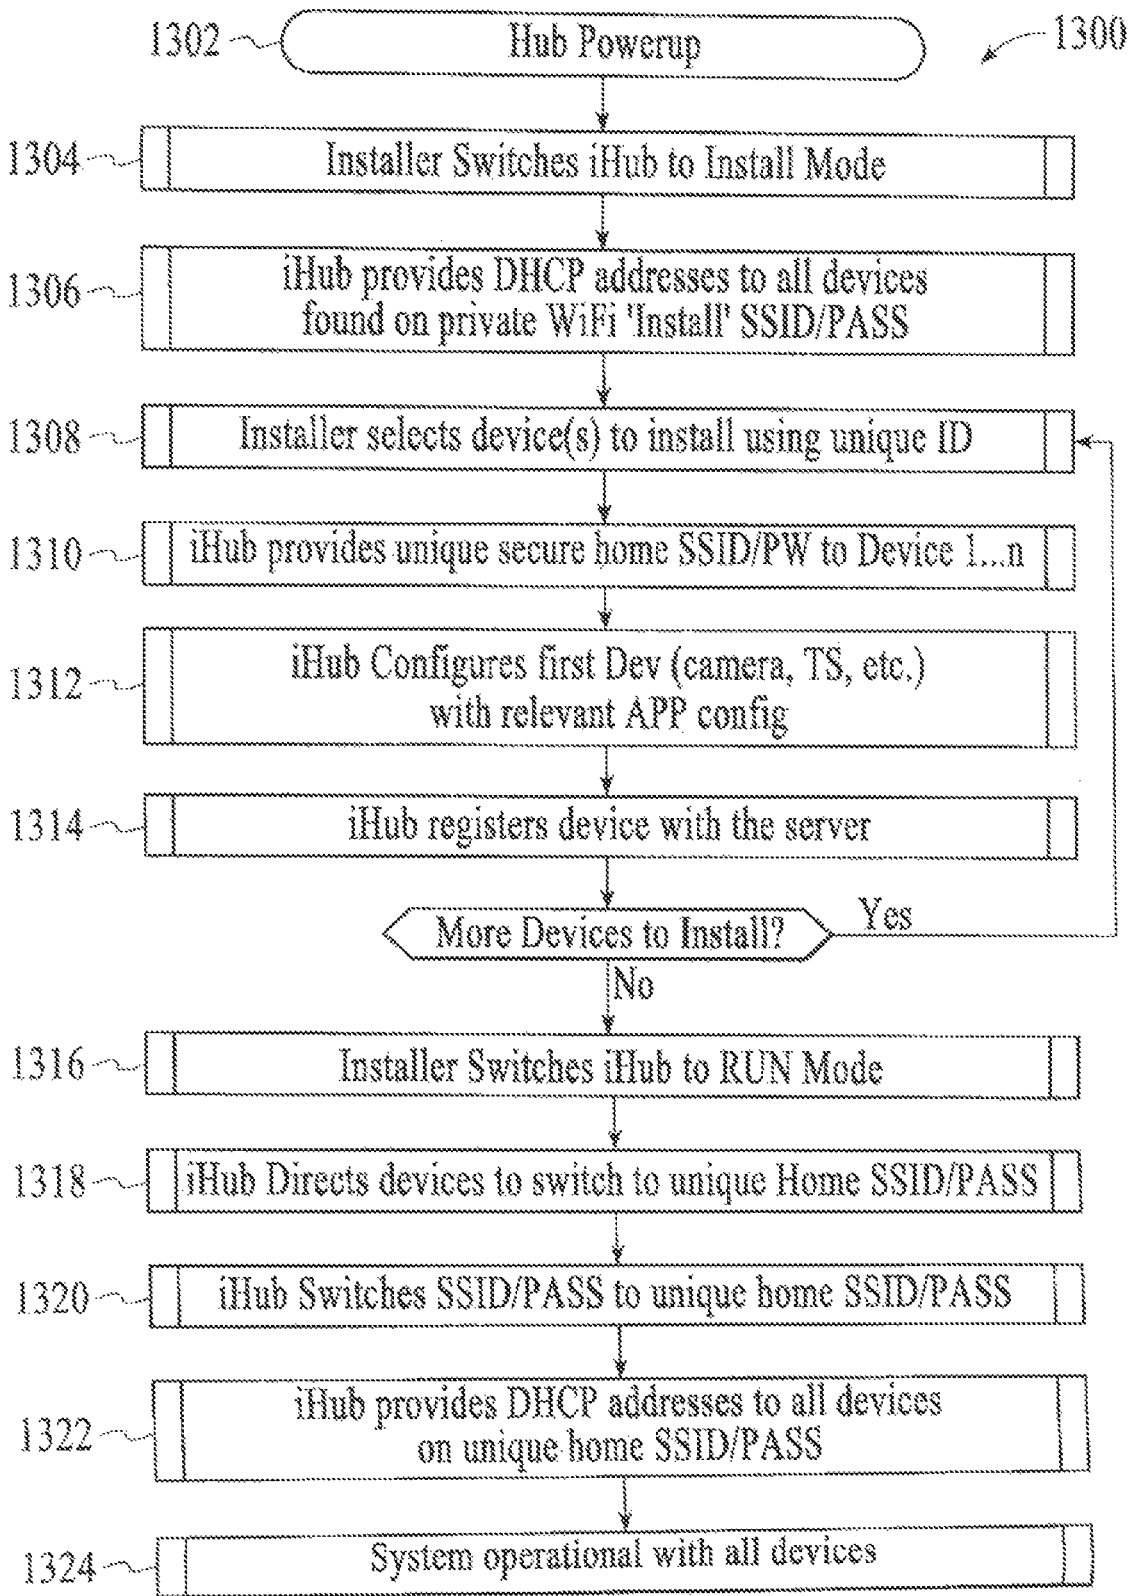 1302
Hub Powerup
1300
1304
Installer Switches iHub to Install Mode
1306
iHub provides DHCP addresses to all devices
found on private WiFi 'Install' SSID/PASS
1308
Installer selects device(s) to install using unique ID
1310
iHub provides unique secure home SSID/PW to Device 1...n
1312
iHub Configures first Dev (camera, TS, etc.)
with relevant APP config
1314
iHub registers device with the server
More Devices to Install?
Yes
No
1316
Installer Switches iHub to RUN Mode
1318
iHub Directs devices to switch to unique Home SSID/PASS
1320
iHub Switches SSID/PASS to unique home SSID/PASS
1322
iHub provides DHCP addresses to all devices
on unique home SSID/PASS
1324
System operational with all devices